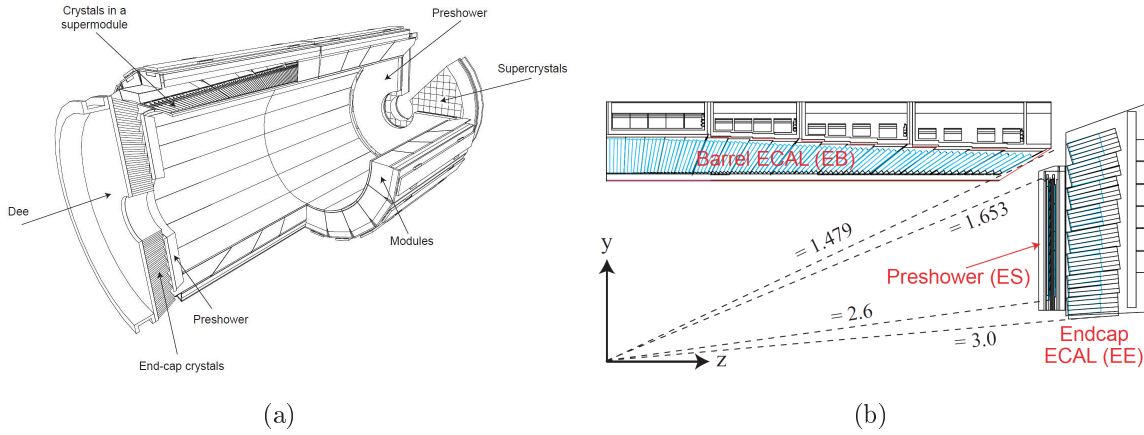 Crystals in a
supermodule
Preshower
Supercrystals
Dee
Modules
Preshower
End-cap crystals
(a)
Barrel ECAL (EB)
y
= 1.479
= 1.653
Preshower (ES)
= 2.6
= 3.0
z
Endcap
ECAL (EE)
(b)